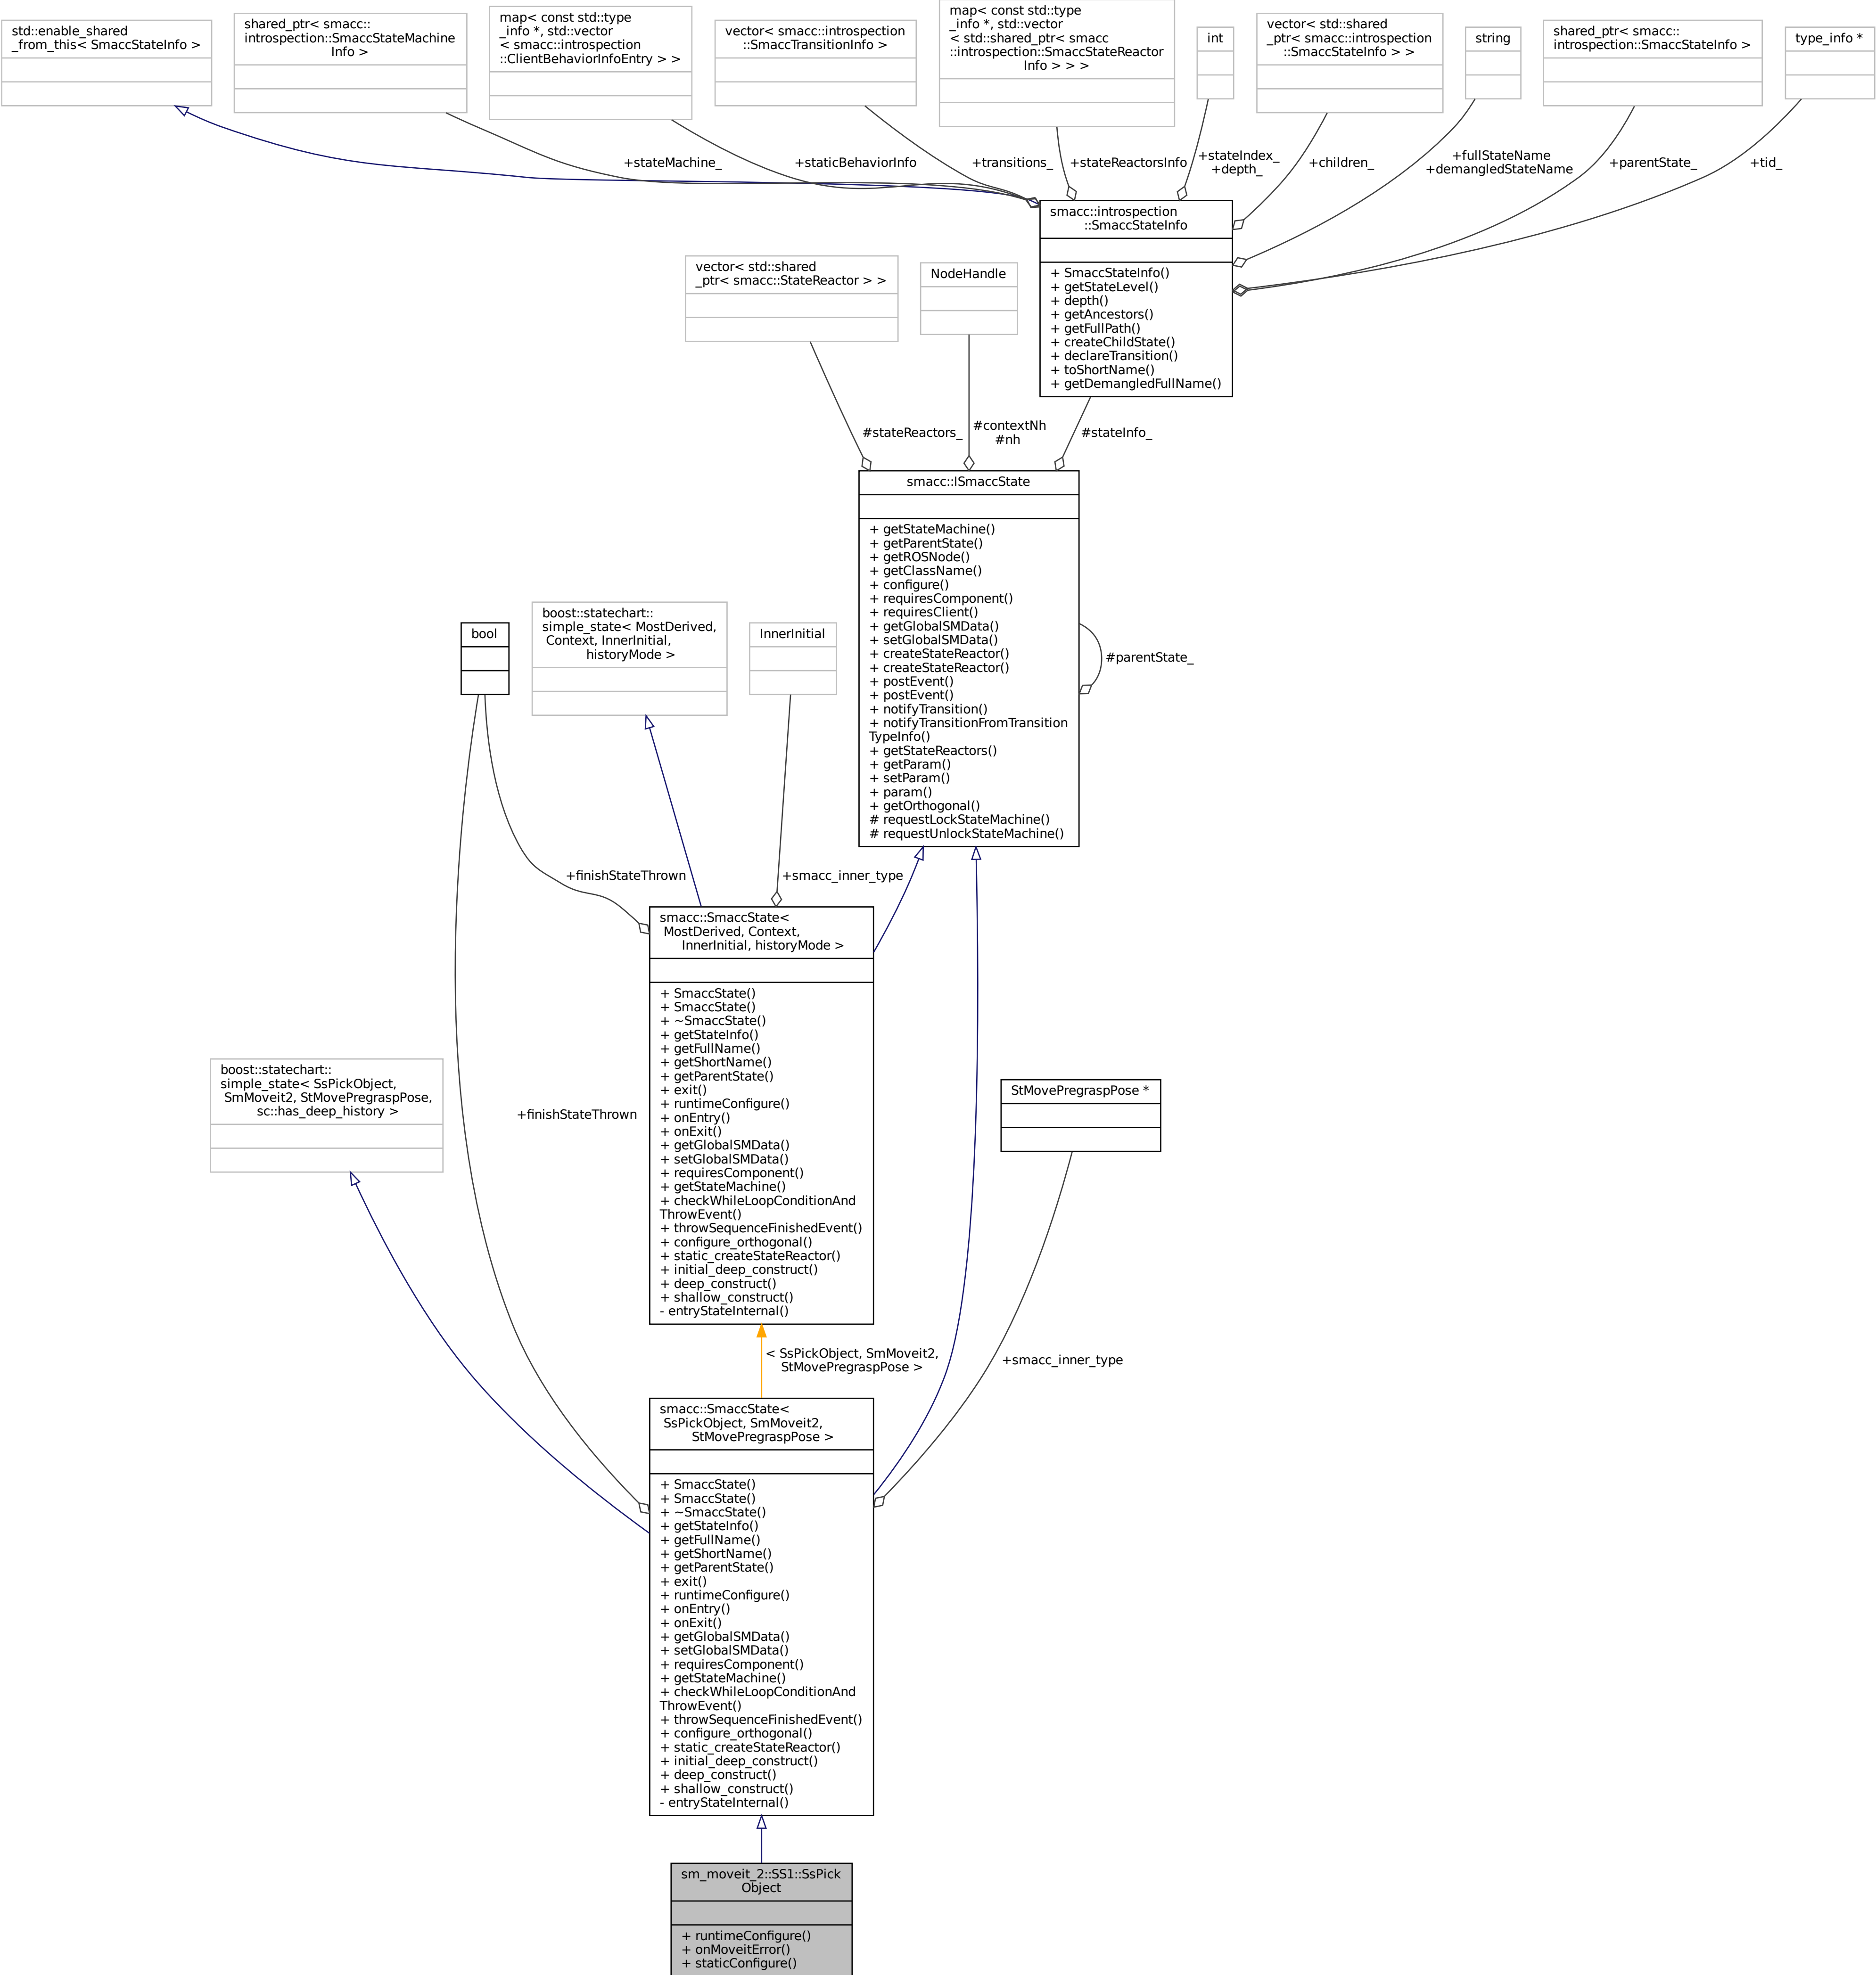 std::enable_shared
_from_this< SmaccStateInfo >
shared_ptr< smacc::
introspection::SmaccStateMachine
Info >
map< const std::type
_info *, std::vector
< smacc::introspection
::ClientBehaviorInfoEntry > >
vector< smacc::introspection
::SmaccTransitionInfo >
map< const std::type
_info *, std::vector
< std::shared_ptr< smacc
::introspection::SmaccStateReactor
Info > > >
int
vector< std::shared
_ptr< smacc::introspection
::SmaccStateInfo > >
string
shared_ptr< smacc::
introspection::SmaccStateInfo >
type_info *
+stateMachine_
+staticBehaviorInfo
+transitions_
+stateReactorsInfo
+stateIndex_
+depth_
+children_
+fullStateName
+demangledStateName
+parentState_
+tid_
smacc::introspection
::SmaccStateInfo
+ SmaccStateInfo()
+ getStateLevel()
+ depth()
+ getAncestors()
+ getFullPath()
+ createChildState()
+ declareTransition()
+ toShortName()
+ getDemangledFullName()
vector< std::shared
_ptr< smacc::StateReactor > >
NodeHandle
#stateReactors_
#contextNh
#nh
#stateInfo_
smacc::ISmaccState
+ getStateMachine()
+ getParentState()
+ getROSNode()
+ getClassName()
+ configure()
+ requiresComponent()
+ requiresClient()
+ getGlobalSMData()
+ setGlobalSMData()
+ createStateReactor()
+ createStateReactor()
+ postEvent()
+ postEvent()
+ notifyTransition()
+ notifyTransitionFromTransition
TypeInfo()
+ getStateReactors()
+ getParam()
+ setParam()
+ param()
+ getOrthogonal()
# requestLockStateMachine()
# requestUnlockStateMachine()
#parentState_
bool
boost::statechart::
simple_state< MostDerived,
Context, InnerInitial,
historyMode >
InnerInitial
+finishStateThrown
+smacc_inner_type
smacc::SmaccState<
MostDerived, Context,
InnerInitial, historyMode >
+ SmaccState()
+ SmaccState()
+ ~SmaccState()
+ getStateInfo()
+ getFullName()
+ getShortName()
+ getParentState()
+ exit()
+ runtimeConfigure()
+ onEntry()
+ onExit()
+ getGlobalSMData()
+ setGlobalSMData()
+ requiresComponent()
+ getStateMachine()
+ checkWhileLoopConditionAnd
ThrowEvent()
+ throwSequenceFinishedEvent()
+ configure_orthogonal()
+ static_createStateReactor()
+ initial_deep_construct()
+ deep_construct()
+ shallow_construct()
- entryStateInternal()
boost::statechart::
simple_state< SsPickObject,
SmMoveit2, StMovePregraspPose,
sc::has_deep_history >
+finishStateThrown
StMovePregraspPose *
< SsPickObject, SmMoveit2,
StMovePregraspPose >
+smacc_inner_type
smacc::SmaccState<
SsPickObject, SmMoveit2,
StMovePregraspPose >
+ SmaccState()
+ SmaccState()
+ ~SmaccState()
+ getStateInfo()
+ getFullName()
+ getShortName()
+ getParentState()
+ exit()
+ runtimeConfigure()
+ onEntry()
+ onExit()
+ getGlobalSMData()
+ setGlobalSMData()
+ requiresComponent()
+ getStateMachine()
+ checkWhileLoopConditionAnd
ThrowEvent()
+ throwSequenceFinishedEvent()
+ configure_orthogonal()
+ static_createStateReactor()
+ initial_deep_construct()
+ deep_construct()
+ shallow_construct()
- entryStateInternal()
sm_moveit_2::SS1::SsPick
Object
+ runtimeConfigure()
+ onMoveitError()
+ staticConfigure()